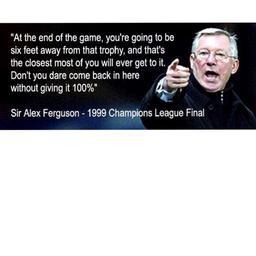 "At the end of the game, you're going to be
six feet away from that trophy, and that's
the closest most of you will ever get to it.
Don't you dare come back in here
without giving it 100%"
Sir Alex Ferguson - 1999 Champions League Final